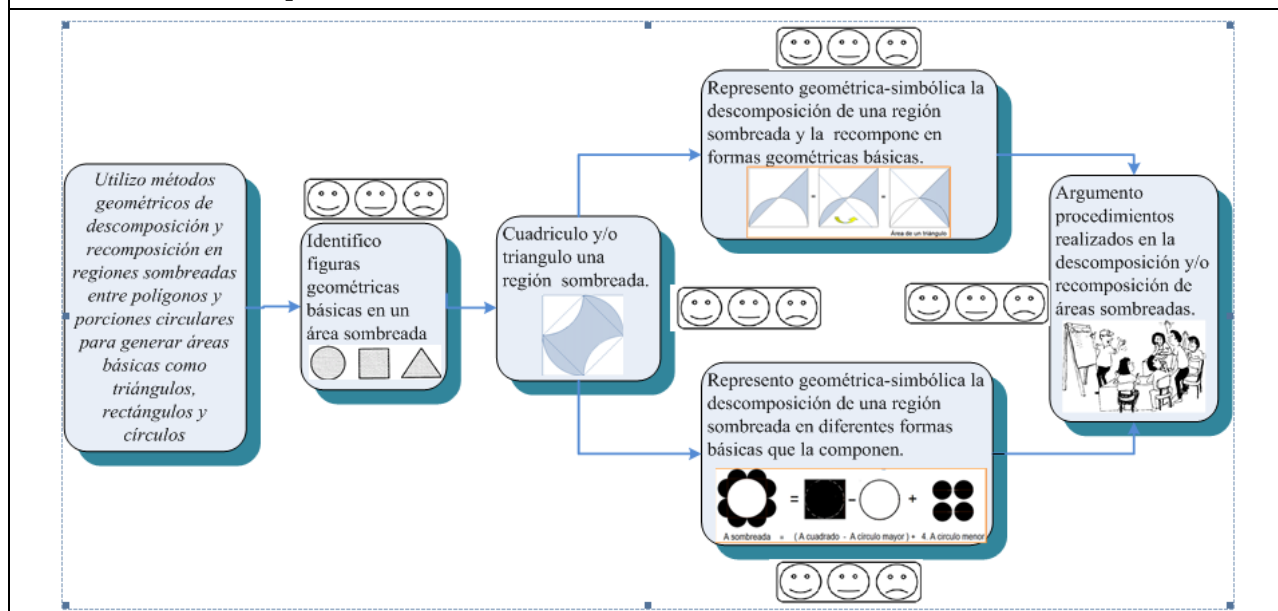 Utilizo métodos
geométricos de
descomposición y
recomposición en
regiones sombreadas
entre polígonos y
porciones circulares
para generar áreas
básicas como
triángulos,
rectángulos y
círculos
Identifico
figuras
geométricas
básicas en un
área sombreada
Cuadriculo y/o
triangulo una
región sombreada.
Represento geométrica-simbólica la
descomposición de una región
sombreada y la recompone en
formas geométricas básicas.
= =
Área de un triángulo
Represento geométrica-simbólica la
descomposición de una región
sombreada en diferentes formas
básicas que la componen.
= - +
A sombreada = ( A cuadrado - A círculo mayor ) + 4. A circulo menor
Argumento
procedimientos
realizados en la
descomposición y/o
recomposición de
áreas sombreadas.